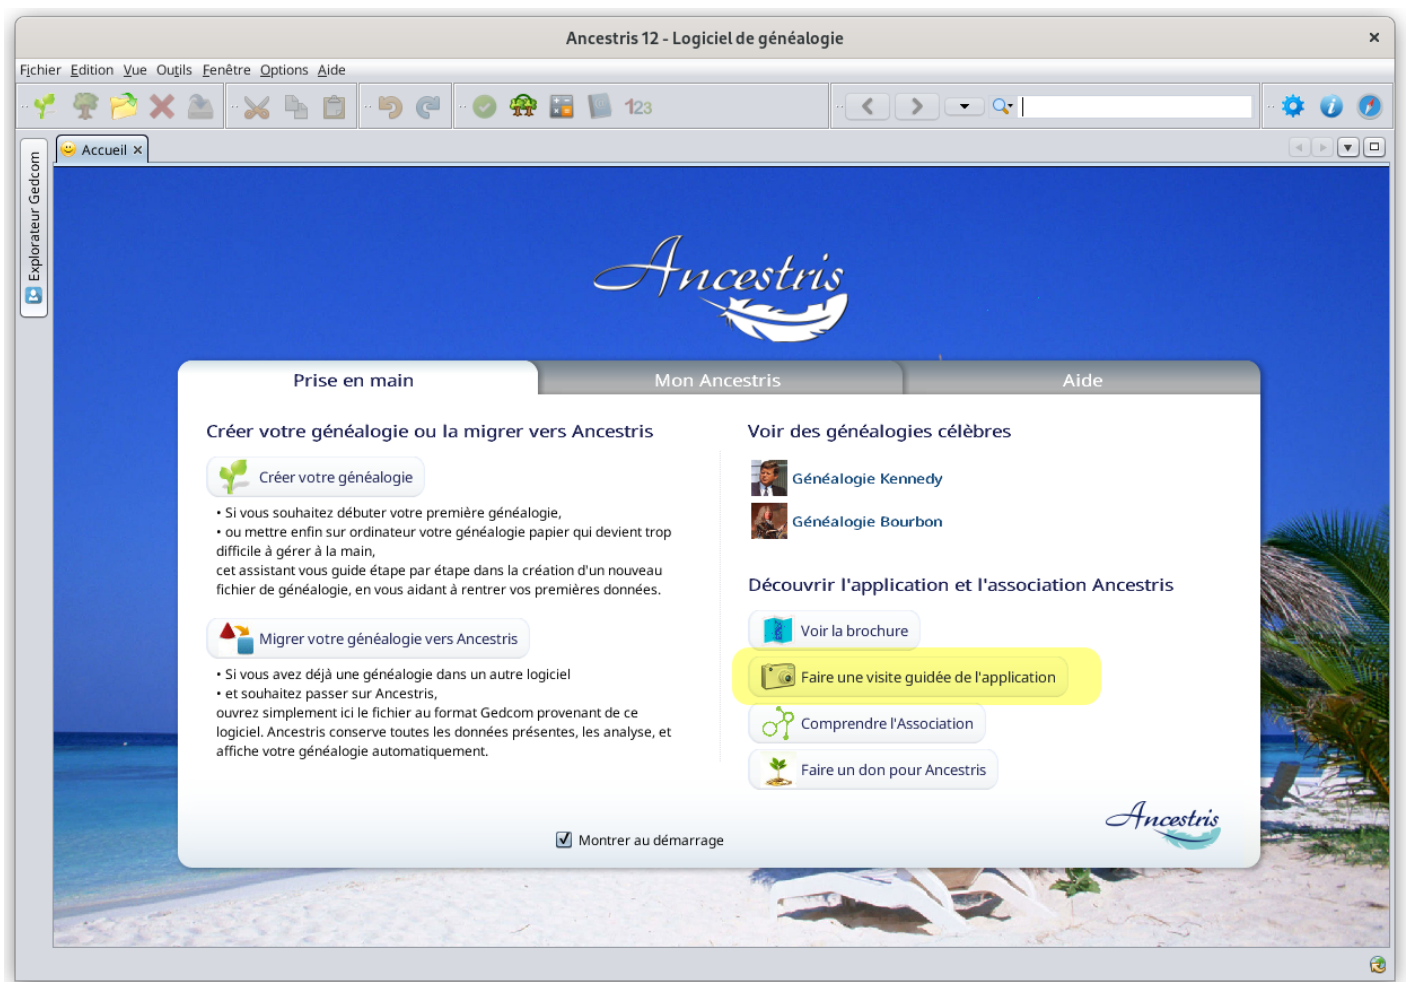 Ancestris 12 - Logiciel de généalogie
Fichier Edition Vue Outils Fenêtre Options Aide
123
Accueil
Explorateur Gedcom
Ancestris
Prise en main
Mon Ancestris
Aide
Créer votre généalogie ou la migrer vers Ancestris
Créer votre généalogie
• Si vous souhaitez débuter votre première généalogie,
• ou mettre enfin sur ordinateur votre généalogie papier qui devient trop
difficile à gérer à la main,
cet assistant vous guide étape par étape dans la création d'un nouveau
fichier de généalogie, en vous aidant à rentrer vos premières données.
Migrer votre généalogie vers Ancestris
• Si vous avez déjà une généalogie dans un autre logiciel
• et souhaitez passer sur Ancestris,
ouvrez simplement ici le fichier au format Gedcom provenant de ce
logiciel. Ancestris conserve toutes les données présentes, les analyse, et
affiche votre généalogie automatiquement.
Voir des généalogies célèbres
Généalogie Kennedy
Généalogie Bourbon
Découvrir l'application et l'association Ancestris
Voir la brochure
Faire une visite guidée de l'application
Comprendre l'Association
Faire un don pour Ancestris
Ancestris
Montrer au démarrage